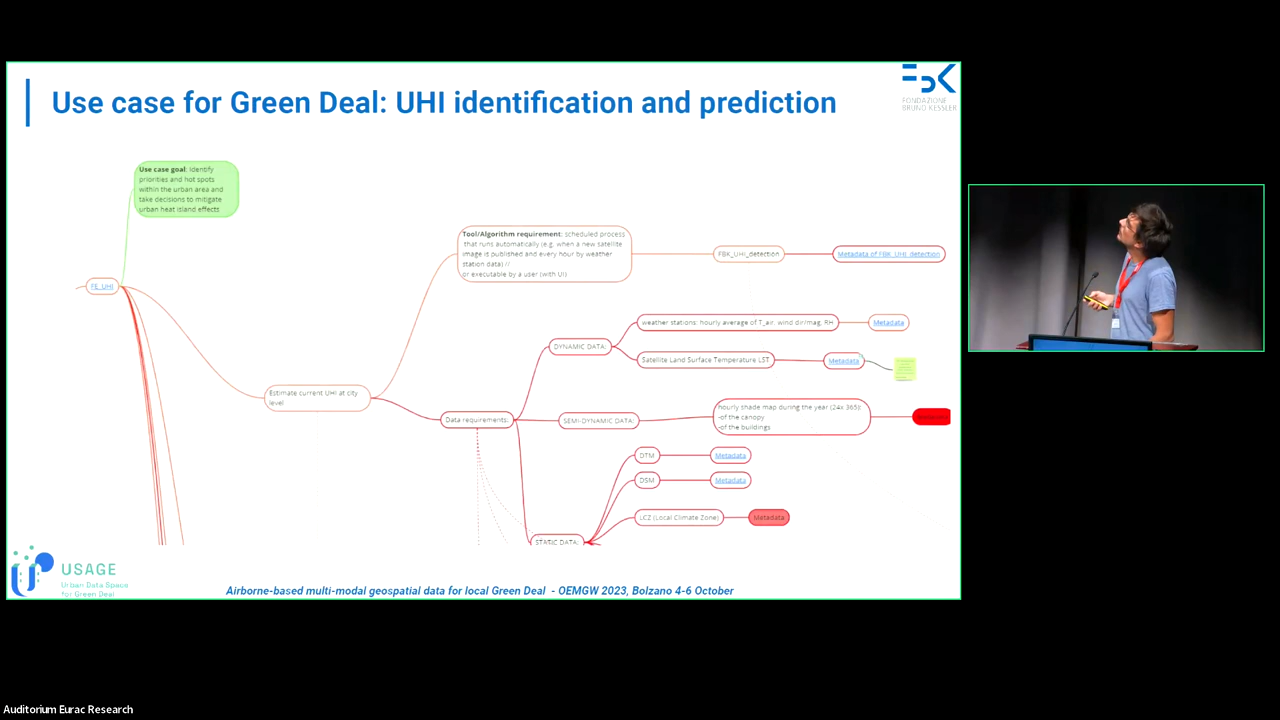 Use case for Green Deal: UHI identification and prediction
FONDAZIONE
BRUNO KESSLER
Use case goal: Identify
priorities and hot spots
within the urban area and
take decisions to mitigate
urban heat island effects
FE_UHI
Estimate current UHI at city
level
Tool/Algorithm requirement: scheduled process
that runs automatically (e.g. when a new satellite
image is published and every hour by weather
station data) //
or executable by a user (with UI)
FBK_UHI_detection
Metadata of FBK_UHI_detection
Data requirements:
DYNAMIC DATA:
weather stations: hourly average of T_air, wind dir/mag, RH
Metadata
Satellite Land Surface Temperature LST
Metadata
SEMI-DYNAMIC DATA:
hourly shade map during the year (24x 365):
-of the canopy
-of the buildings
STATIC DATA:
DTM
Metadata
DSM
Metadata
LCZ (Local Climate Zone)
Metadata
USAGE
Urban Data Space
for Green Deal
Airborne-based multi-modal geospatial data for local Green Deal - OEMGW 2023, Bolzano 4-6 October
Auditorium Eurac Research